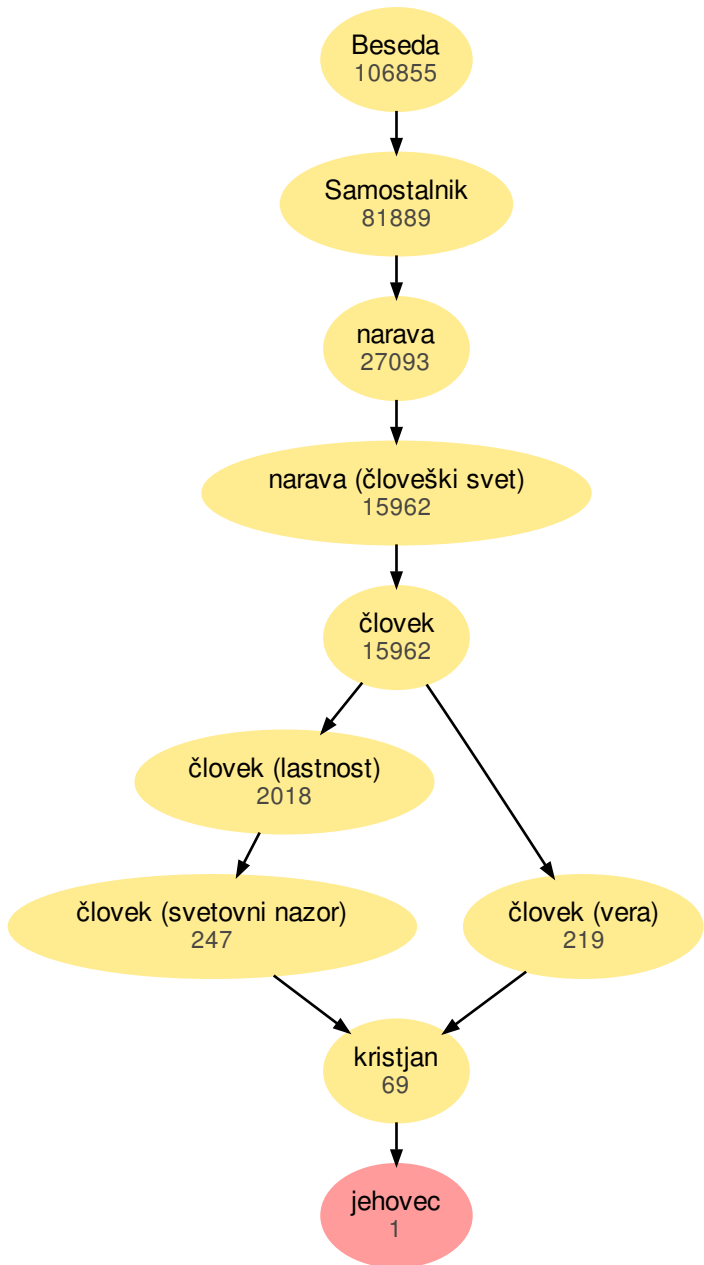 Beseda
106855
Samostalnik
81889
narava
27093
narava (človeški svet)
15962
človek
15962
človek (lastnost)
2018
človek (svetovni nazor)
247
človek (vera)
219
kristjan
69
jehovec
1